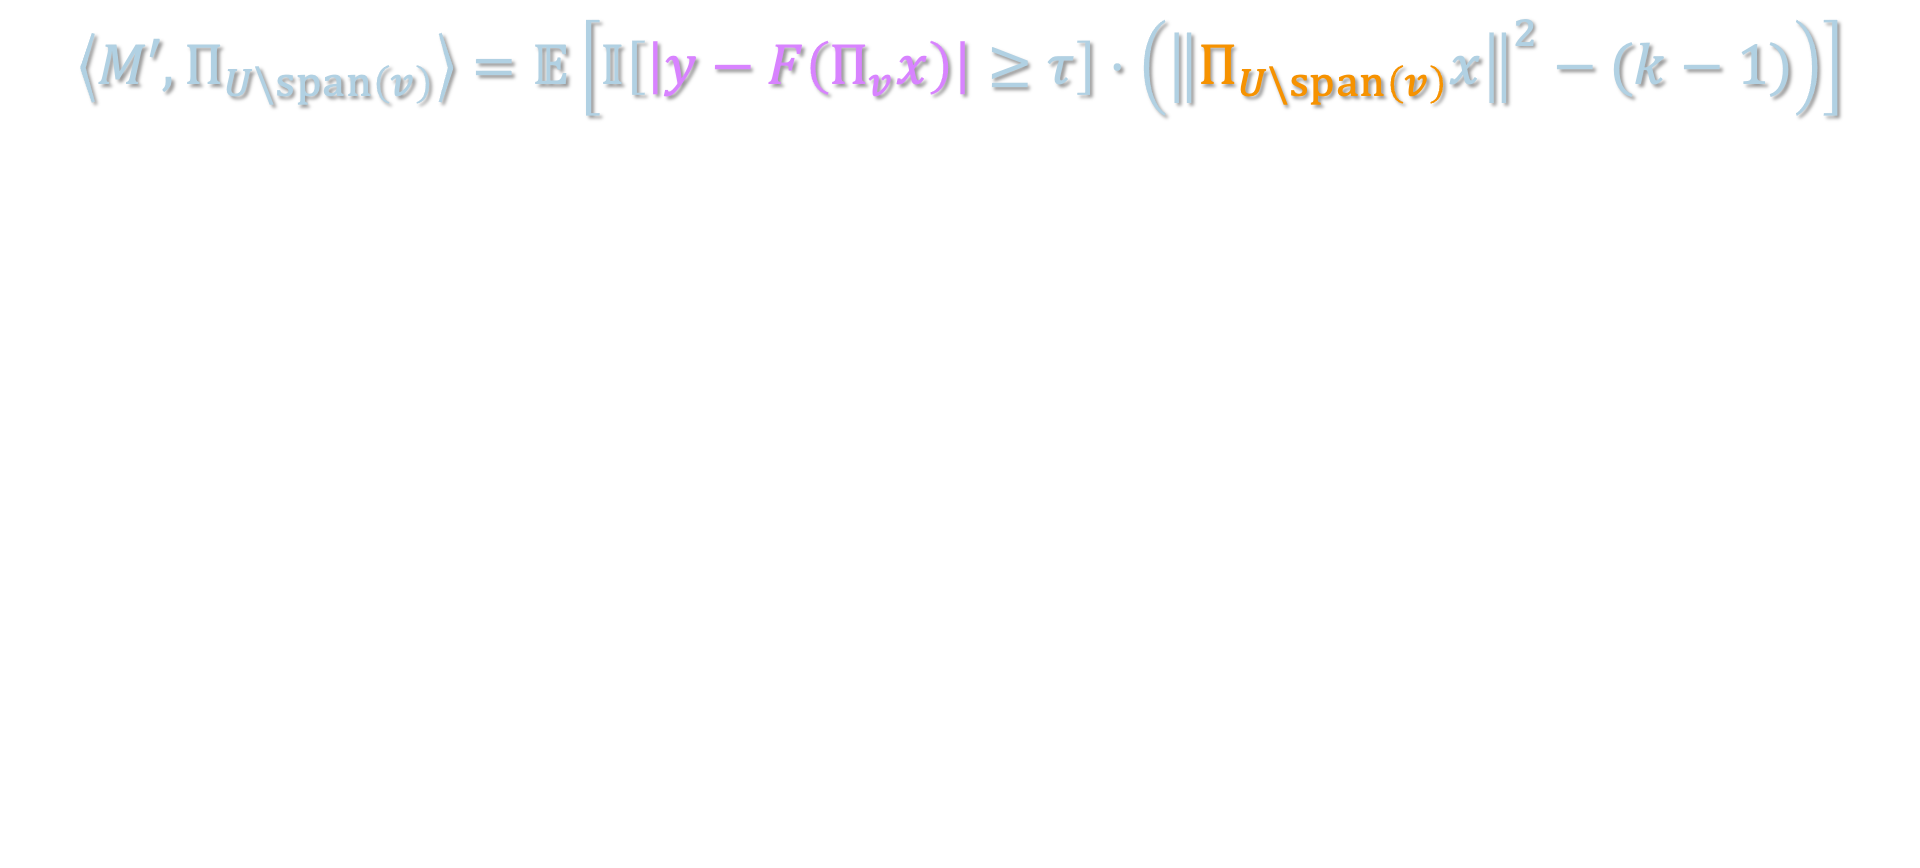 ⟨M′, Π_{U\span(v)}⟩ = 𝔼[𝕀[|y − F(Π_v x)| ≥ τ] · (‖Π_{U\span(v)}x‖² − (k − 1))]